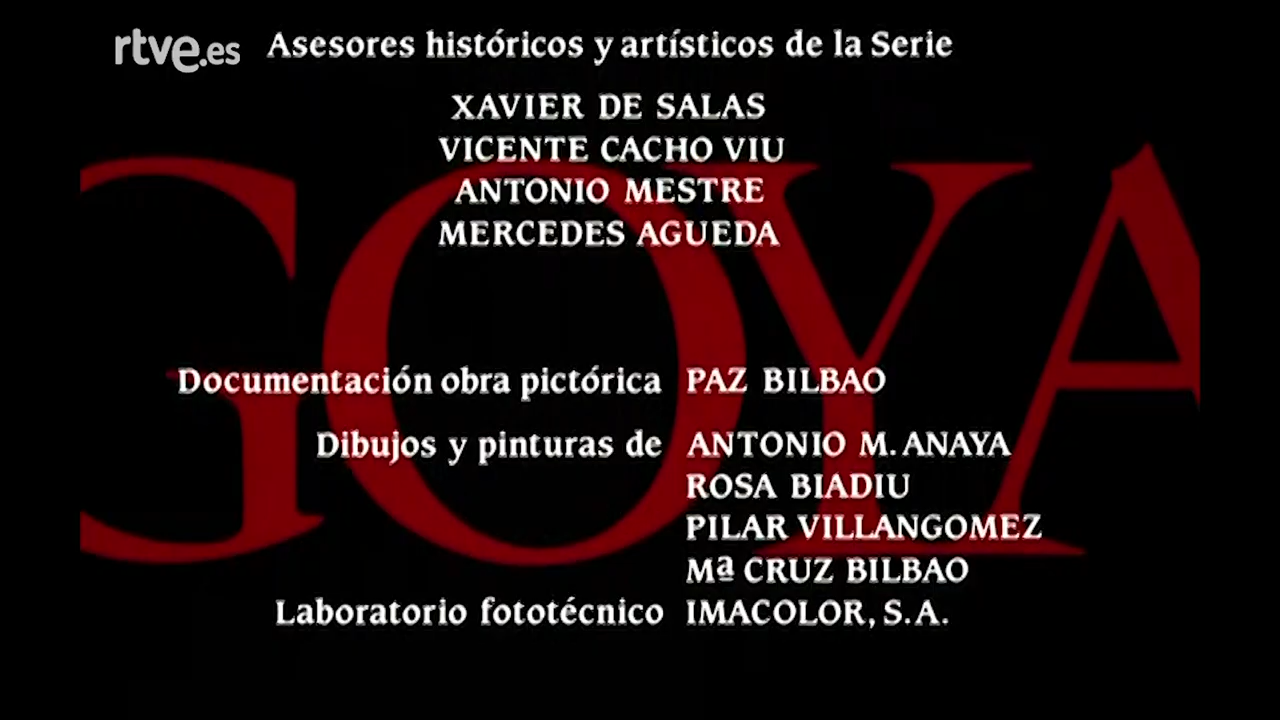 rtve.es
Asesores históricos y artísticos de la Serie
XAVIER DE SALAS
VICENTE CACHO VIU
ANTONIO MESTRE
MERCEDES AGUEDA
GOYA
Documentación obra pictórica PAZ BILBAO
Dibujos y pinturas de ANTONIO M. ANAYA
ROSA BIADIU
PILAR VILLANGOMEZ
Mª CRUZ BILBAO
Laboratorio fototécnico IMACOLOR, S.A.